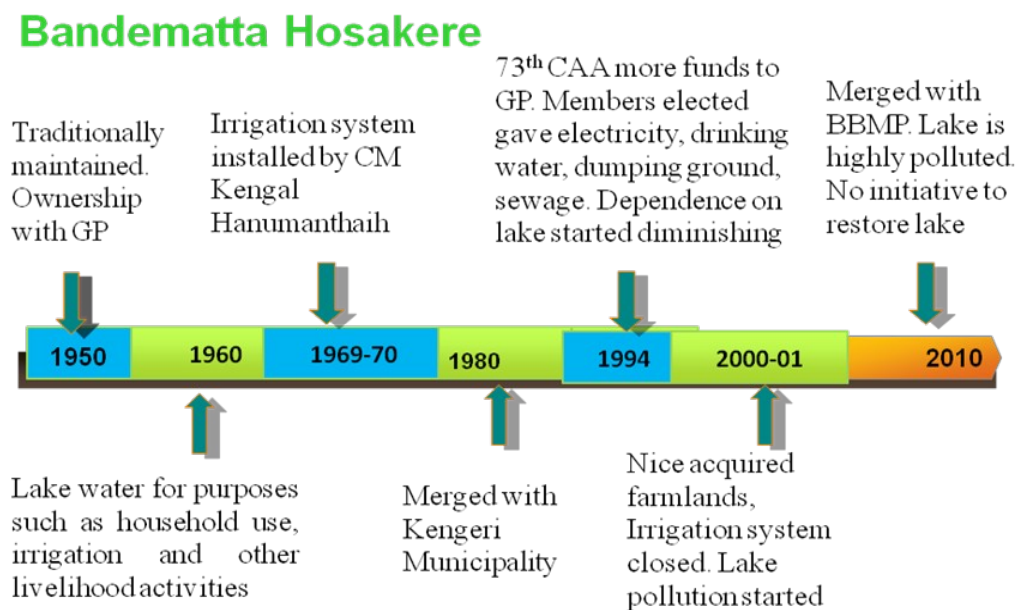 Bandematta Hosakere
Traditionally
maintained.
Ownership
with GP
Irrigation system
installed by CM
Kengal
Hanumanthaih
73th CAA more funds to
GP. Members elected
gave electricity, drinking
water, dumping ground,
sewage. Dependence on
lake started diminishing
Merged with
BBMP. Lake is
highly polluted.
No initiative to
restore lake
1950
1960
1969-70
1980
1994
2000-01
2010
Lake water for purposes
such as household use,
irrigation and other
livelihood activities
Merged with
Kengeri
Municipality
Nice acquired
farmlands,
Irrigation system
closed. Lake
pollution started